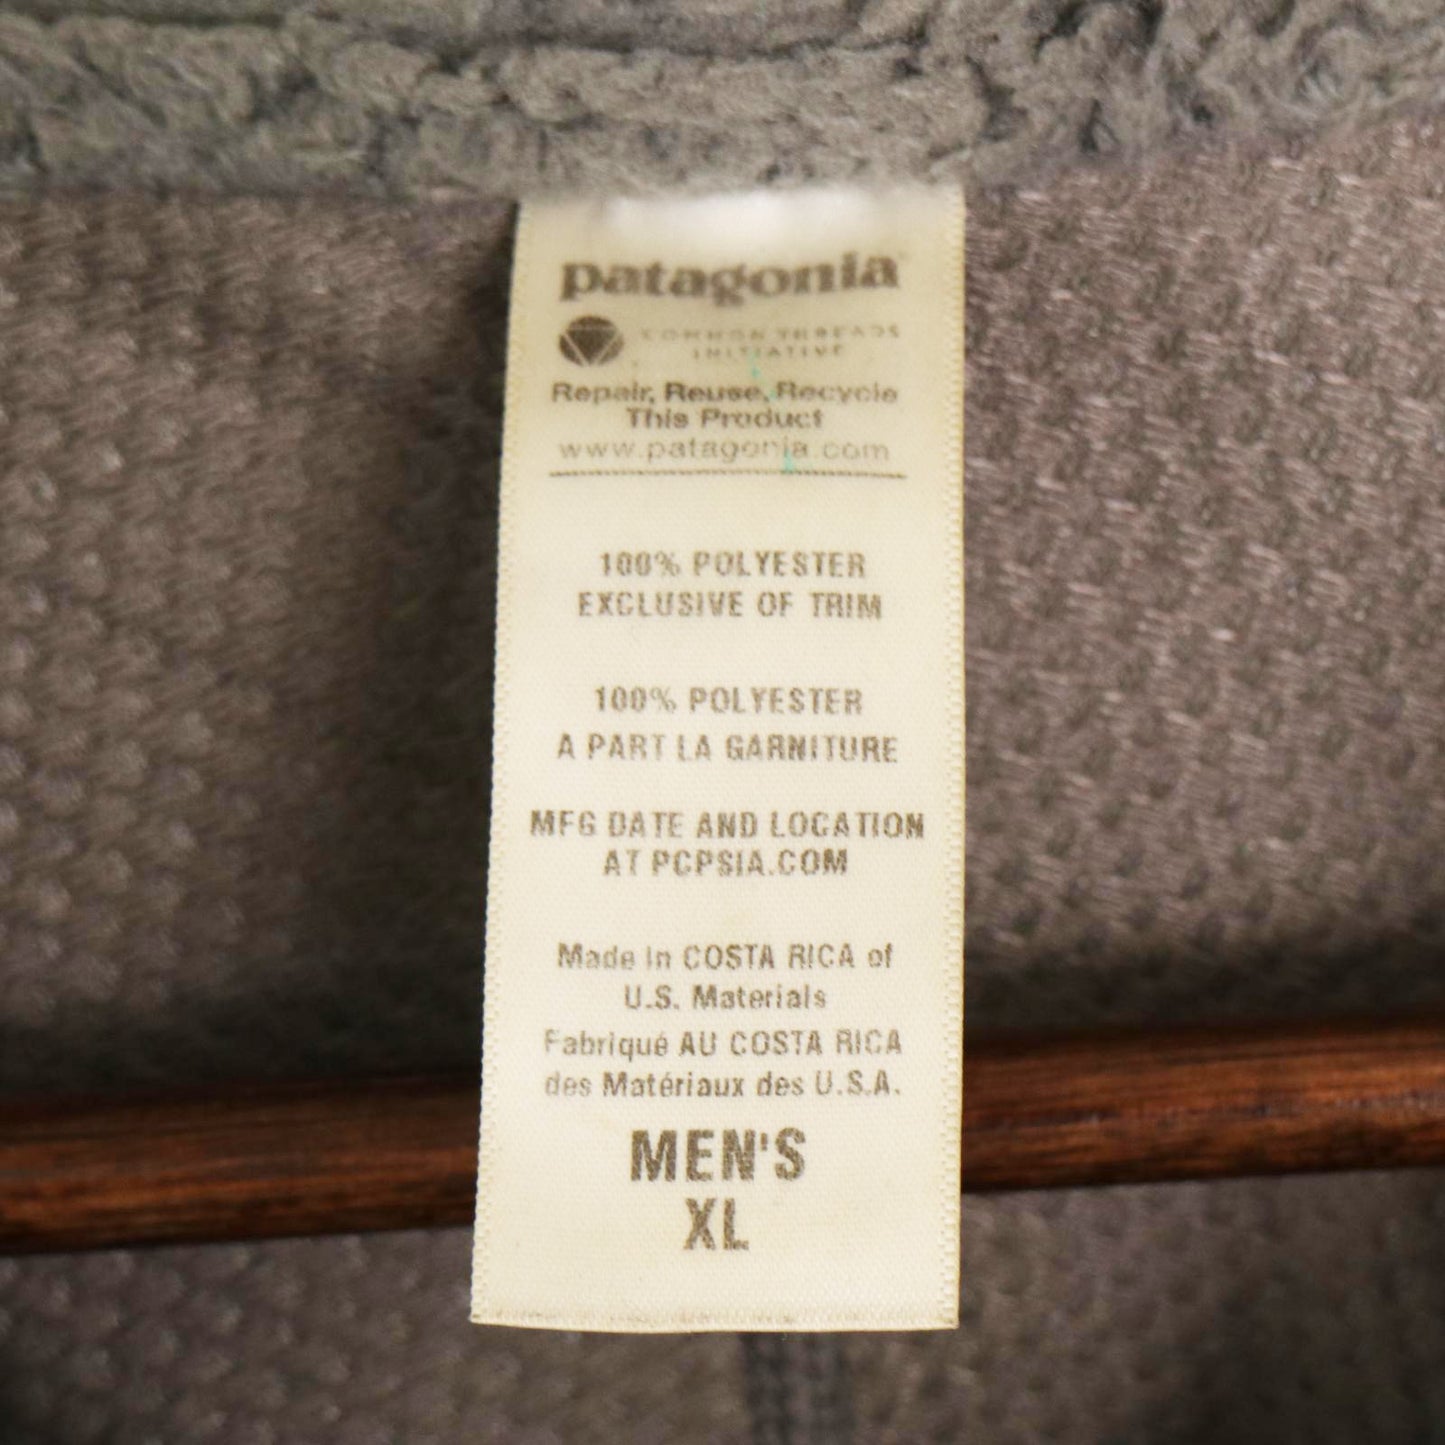 patagonia
COMMON THREADS
INITIATIVE
Repair, Reuse, Recycle
This Product
www.patagonia.com
100% POLYESTER
EXCLUSIVE OF TRIM
100% POLYESTER
A PART LA GARNITURE
MFG DATE AND LOCATION
AT PCPSIA.COM
Made in COSTA RICA of
U.S. Materials
Fabriqué AU COSTA RICA
des Matériaux des U.S.A.
MEN'S
XL